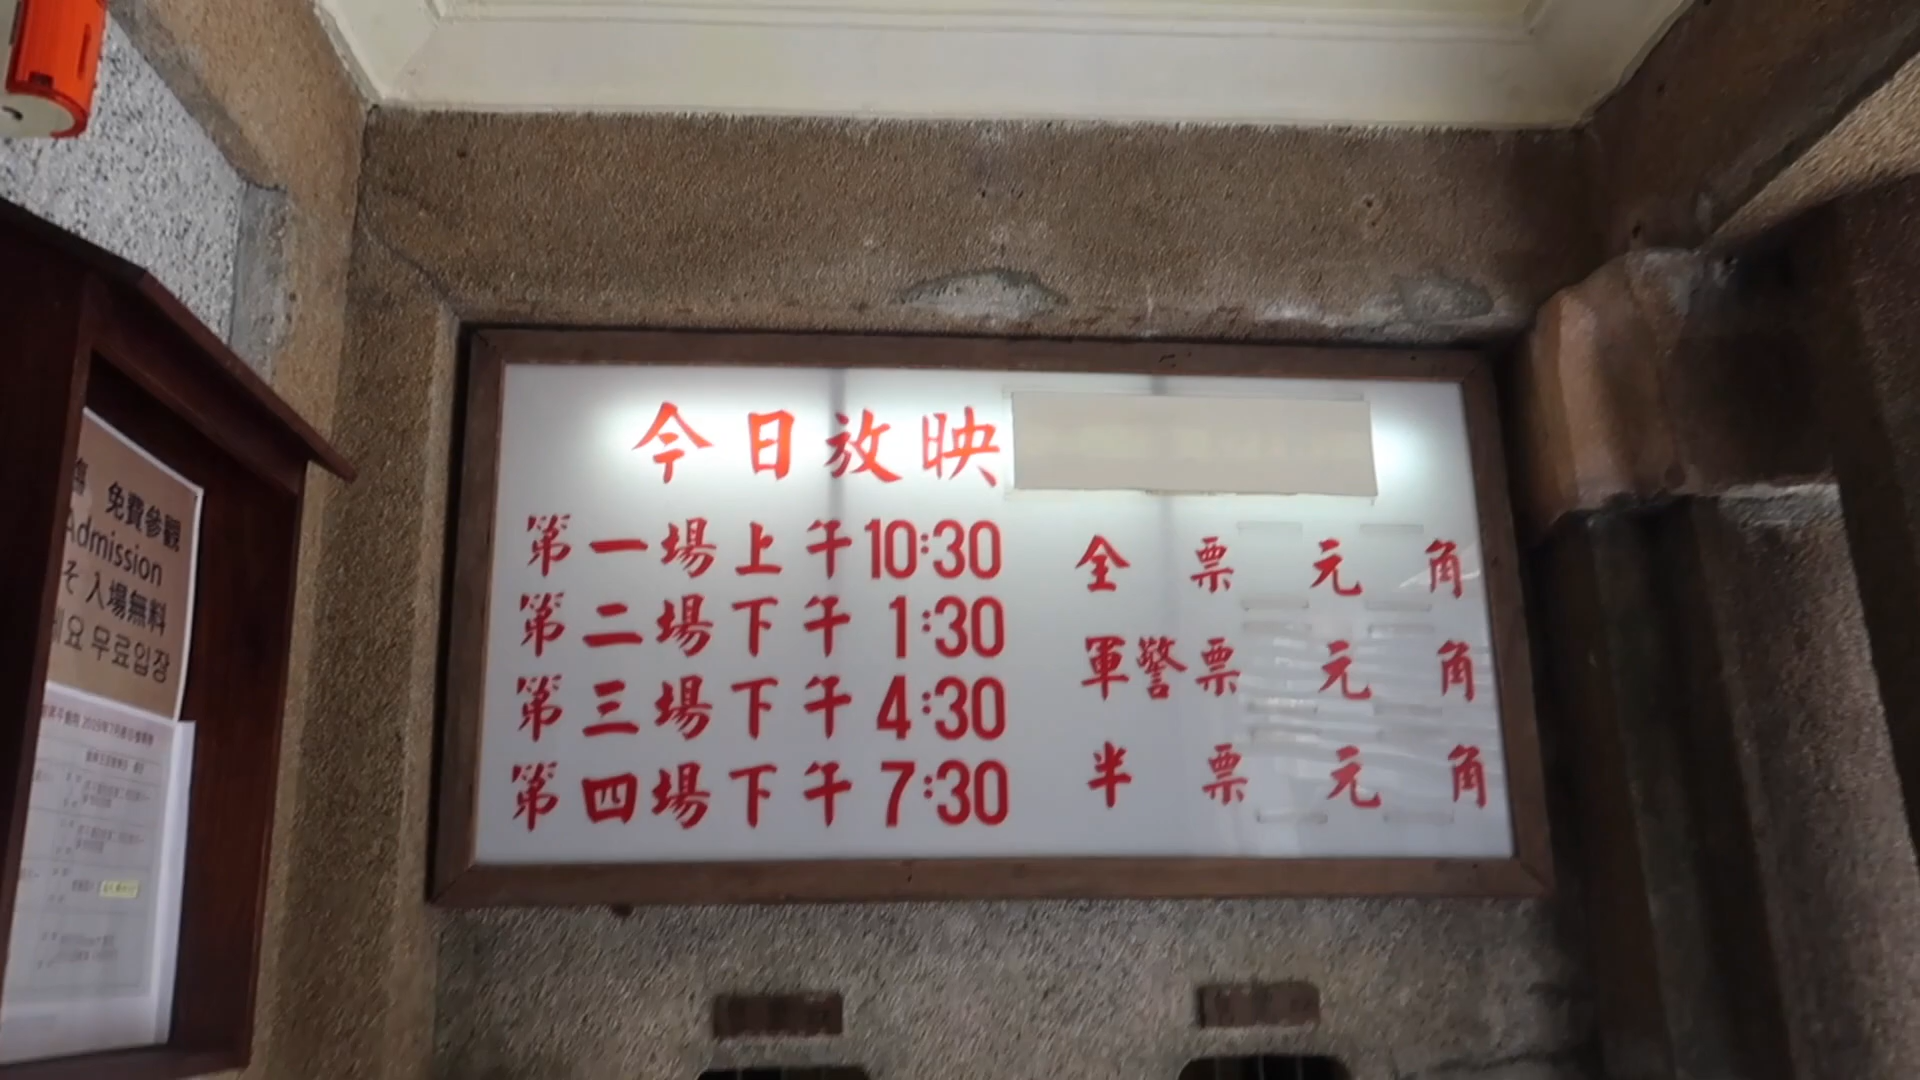 免費參觀
Admission
そ 入場無料
요 무료입장
今日放映
第一場上午10:30
第二場下午 1:30
第三場下午 4:30
第四場下午 7:30
全票 元 角
軍警票 元 角
半票 元 角